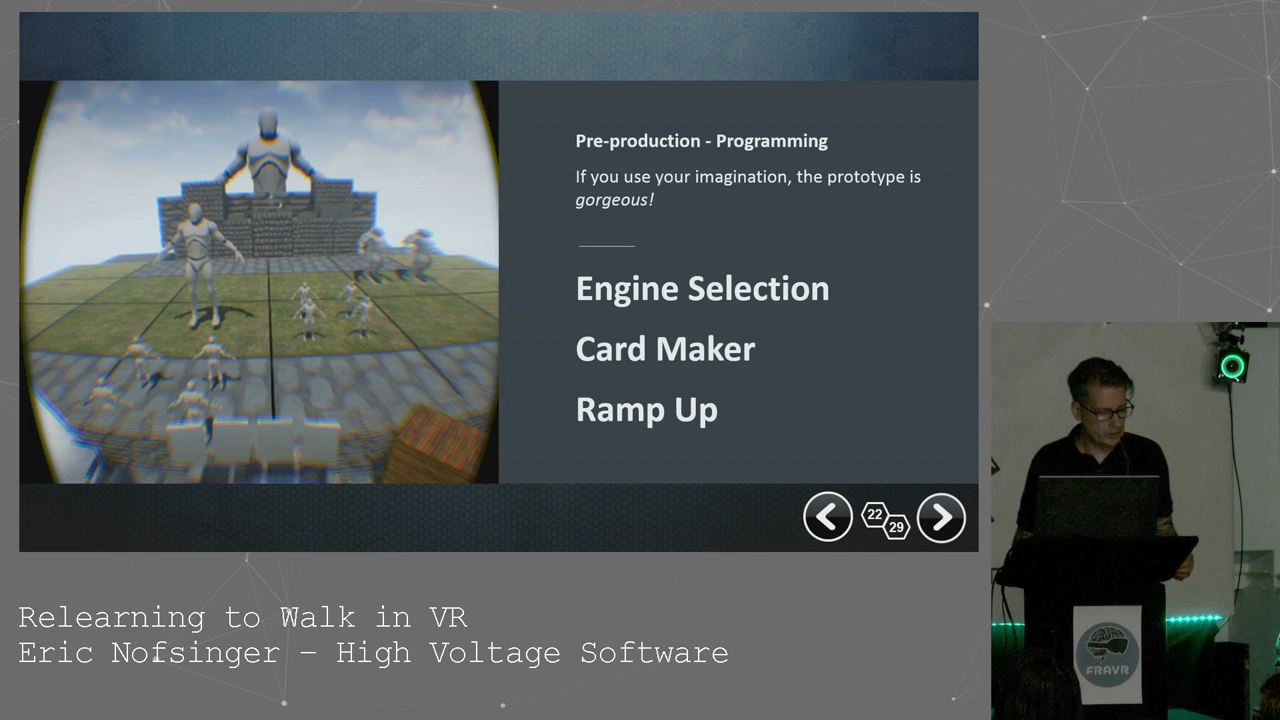 Pre-production - Programming
If you use your imagination, the prototype is
gorgeous!
Engine Selection
Card Maker
Ramp Up
22
29
Relearning to Walk in VR
Eric Nofsinger – High Voltage Software
FRAVR